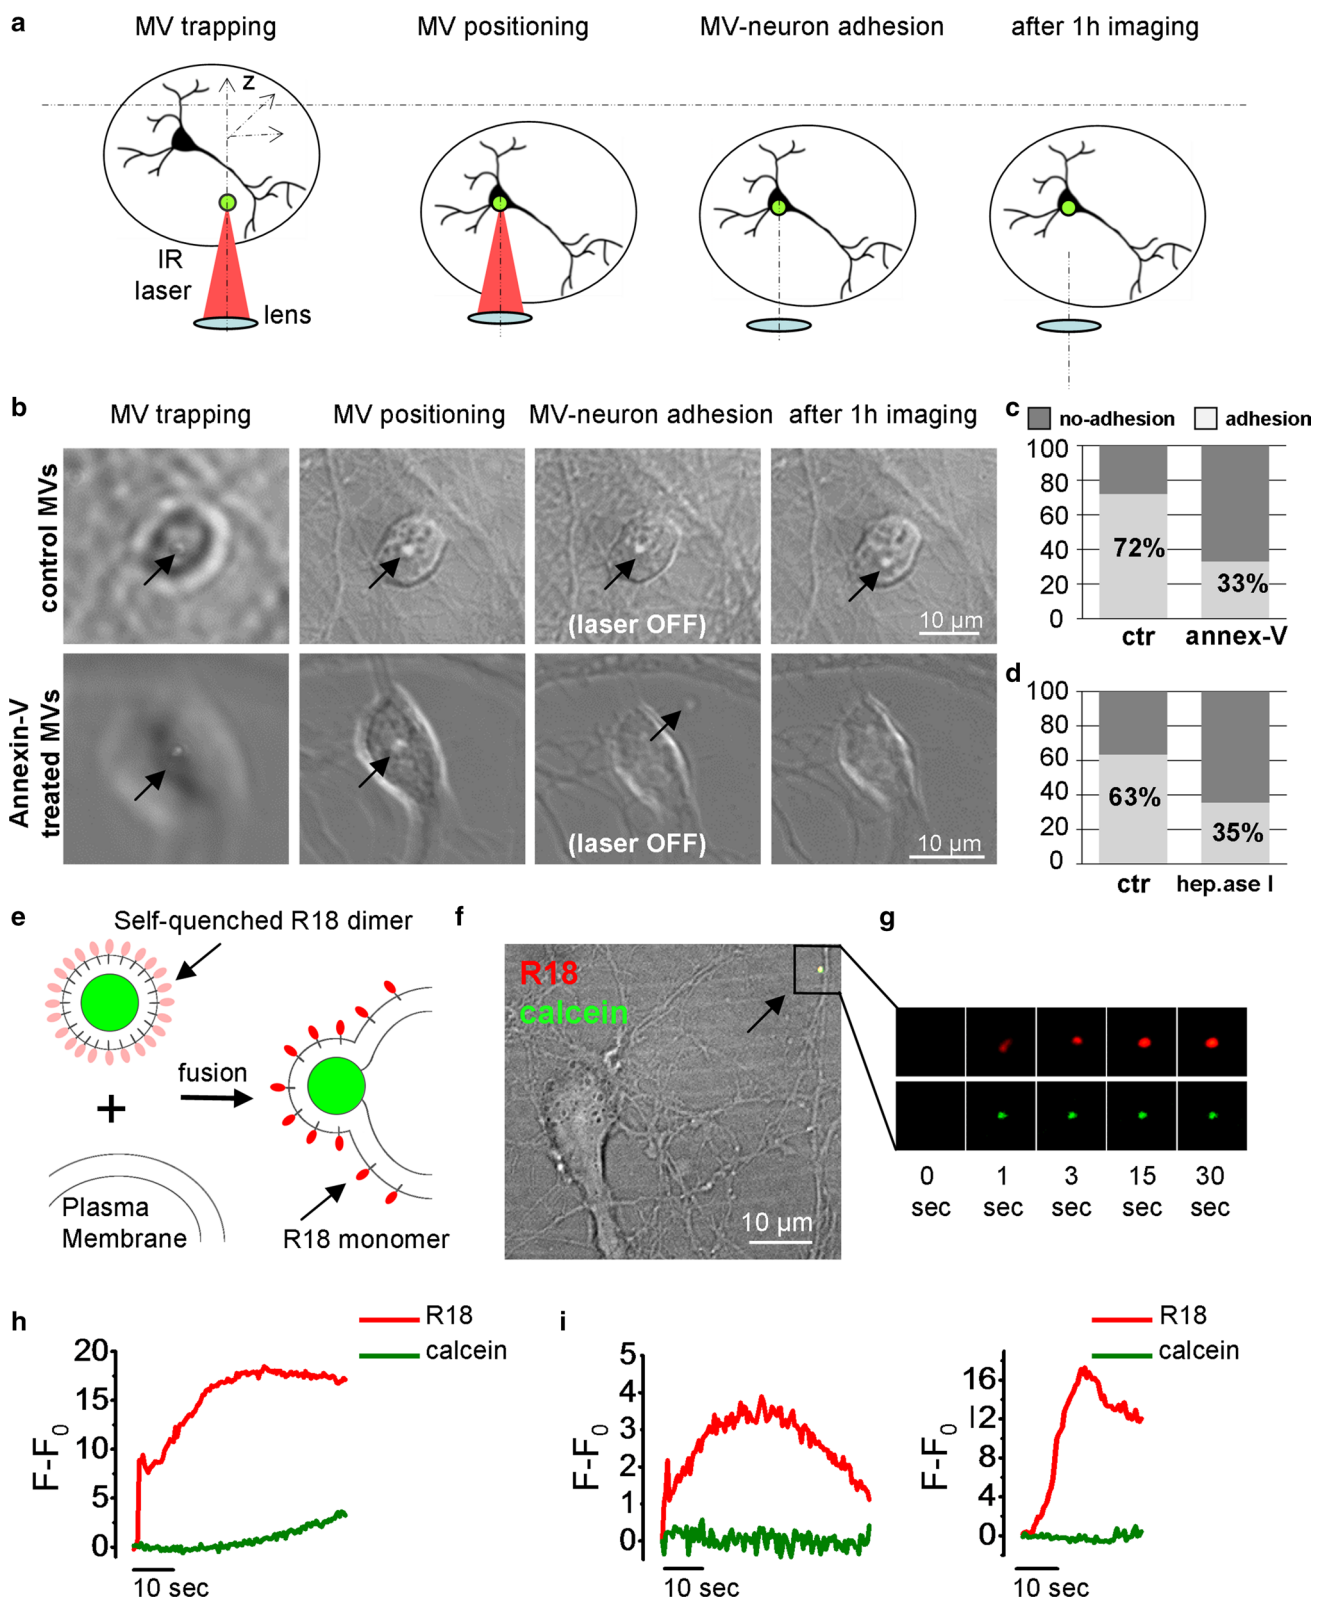 a
MV trapping
MV positioning
MV-neuron adhesion
after 1h imaging
z
IR
laser
lens
b
MV trapping
MV positioning
MV-neuron adhesion
after 1h imaging
control MVs
(laser OFF)
10 µm
Annexin-V
treated MVs
(laser OFF)
10 µm
c
no-adhesion
adhesion
100
80
60
40
20
0
72%
33%
ctr
annex-V
d
100
80
60
40
20
0
63%
35%
ctr
hep.ase I
e
Self-quenched R18 dimer
+
fusion
Plasma
Membrane
R18 monomer
f
R18
calcein
10 µm
g
0
sec
1
sec
3
sec
15
sec
30
sec
h
R18
calcein
20
15
10
5
0
F-F0
10 sec
i
5
4
3
2
1
0
F-F0
10 sec
R18
calcein
16
12
8
4
0
F-F0
10 sec